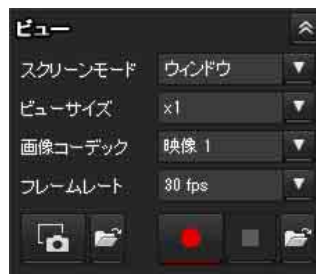 ビュー
スクリーンモード ウィンドウ
ビューサイズ x1
画像コーデック 映像 1
フレームレート 30 fps